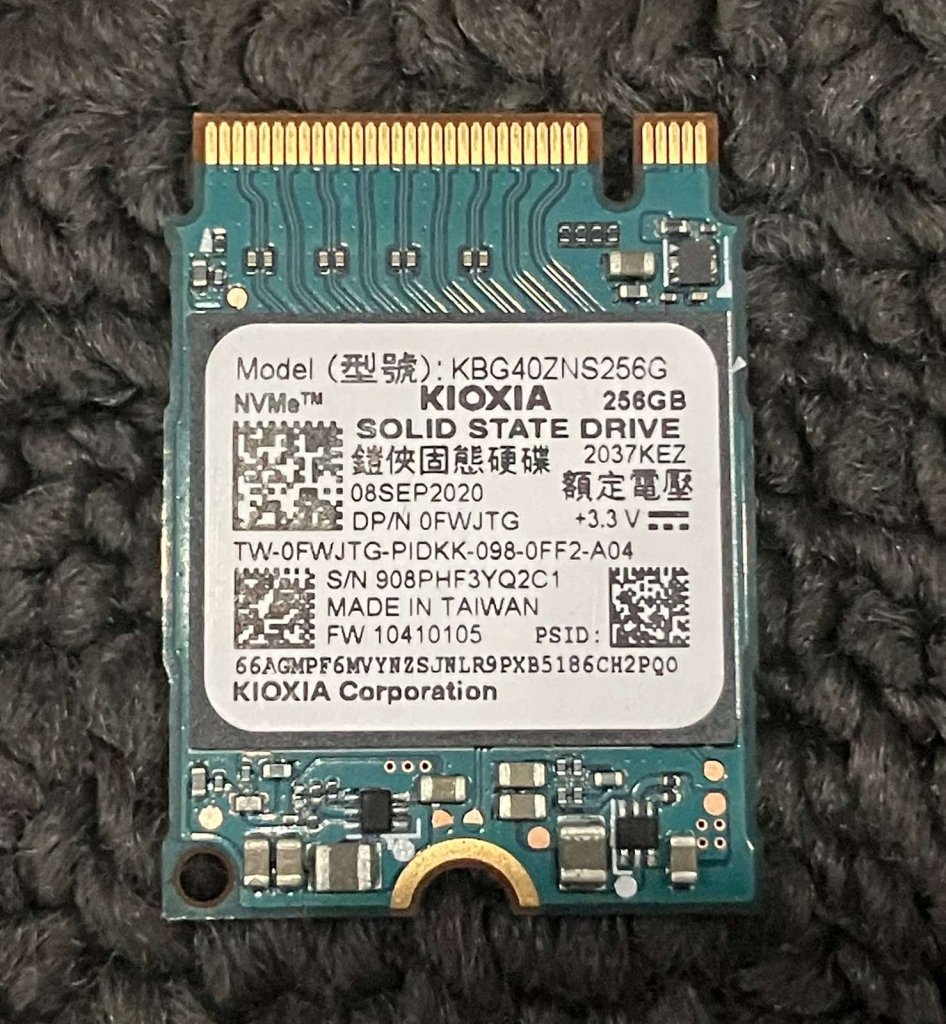 Model (型號): KBG40ZNS256G
NVMe™ KIOXIA 256GB
SOLID STATE DRIVE
鎧俠固態硬碟 2037KEZ
08SEP2020 額定電壓
DP/N 0FWJTG +3.3 V
TW-0FWJTG-PIDKK-098-0FF2-A04
S/N 908PHF3YQ2C1
MADE IN TAIWAN
FW 10410105 PSID:
66AGMPF6MVYNZSJNLR9PXB5186CH2PQ0
KIOXIA Corporation